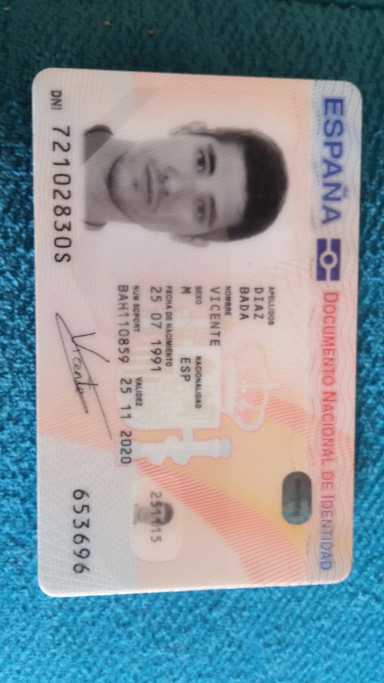 ESPAÑA
DOCUMENTO NACIONAL DE IDENTIDAD
APELLIDOS
DIAZ
BADA
NOMBRE
VICENTE
SEXO NACIONALIDAD
M ESP
FECHA DE NACIMIENTO
25 07 1991
NUM SOPORT VALIDEZ
BAH110859 25 11 2020
251115
DNI 72102830S
Vicente
653696